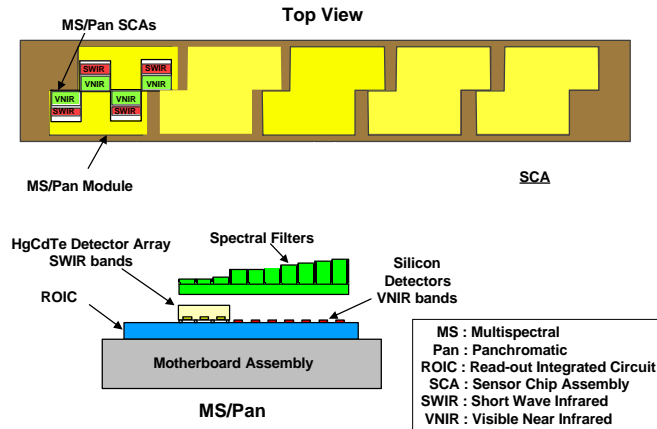 Top View
MS/Pan SCAs
SWIR
SWIR
VNIR
VNIR
VNIR
VNIR
SWIR
SWIR
MS/Pan Module
SCA
HgCdTe Detector Array
SWIR bands
Spectral Filters
Silicon
Detectors
VNIR bands
ROIC
Motherboard Assembly
MS/Pan
MS : Multispectral
Pan : Panchromatic
ROIC : Read-out Integrated Circuit
SCA : Sensor Chip Assembly
SWIR : Short Wave Infrared
VNIR : Visible Near Infrared